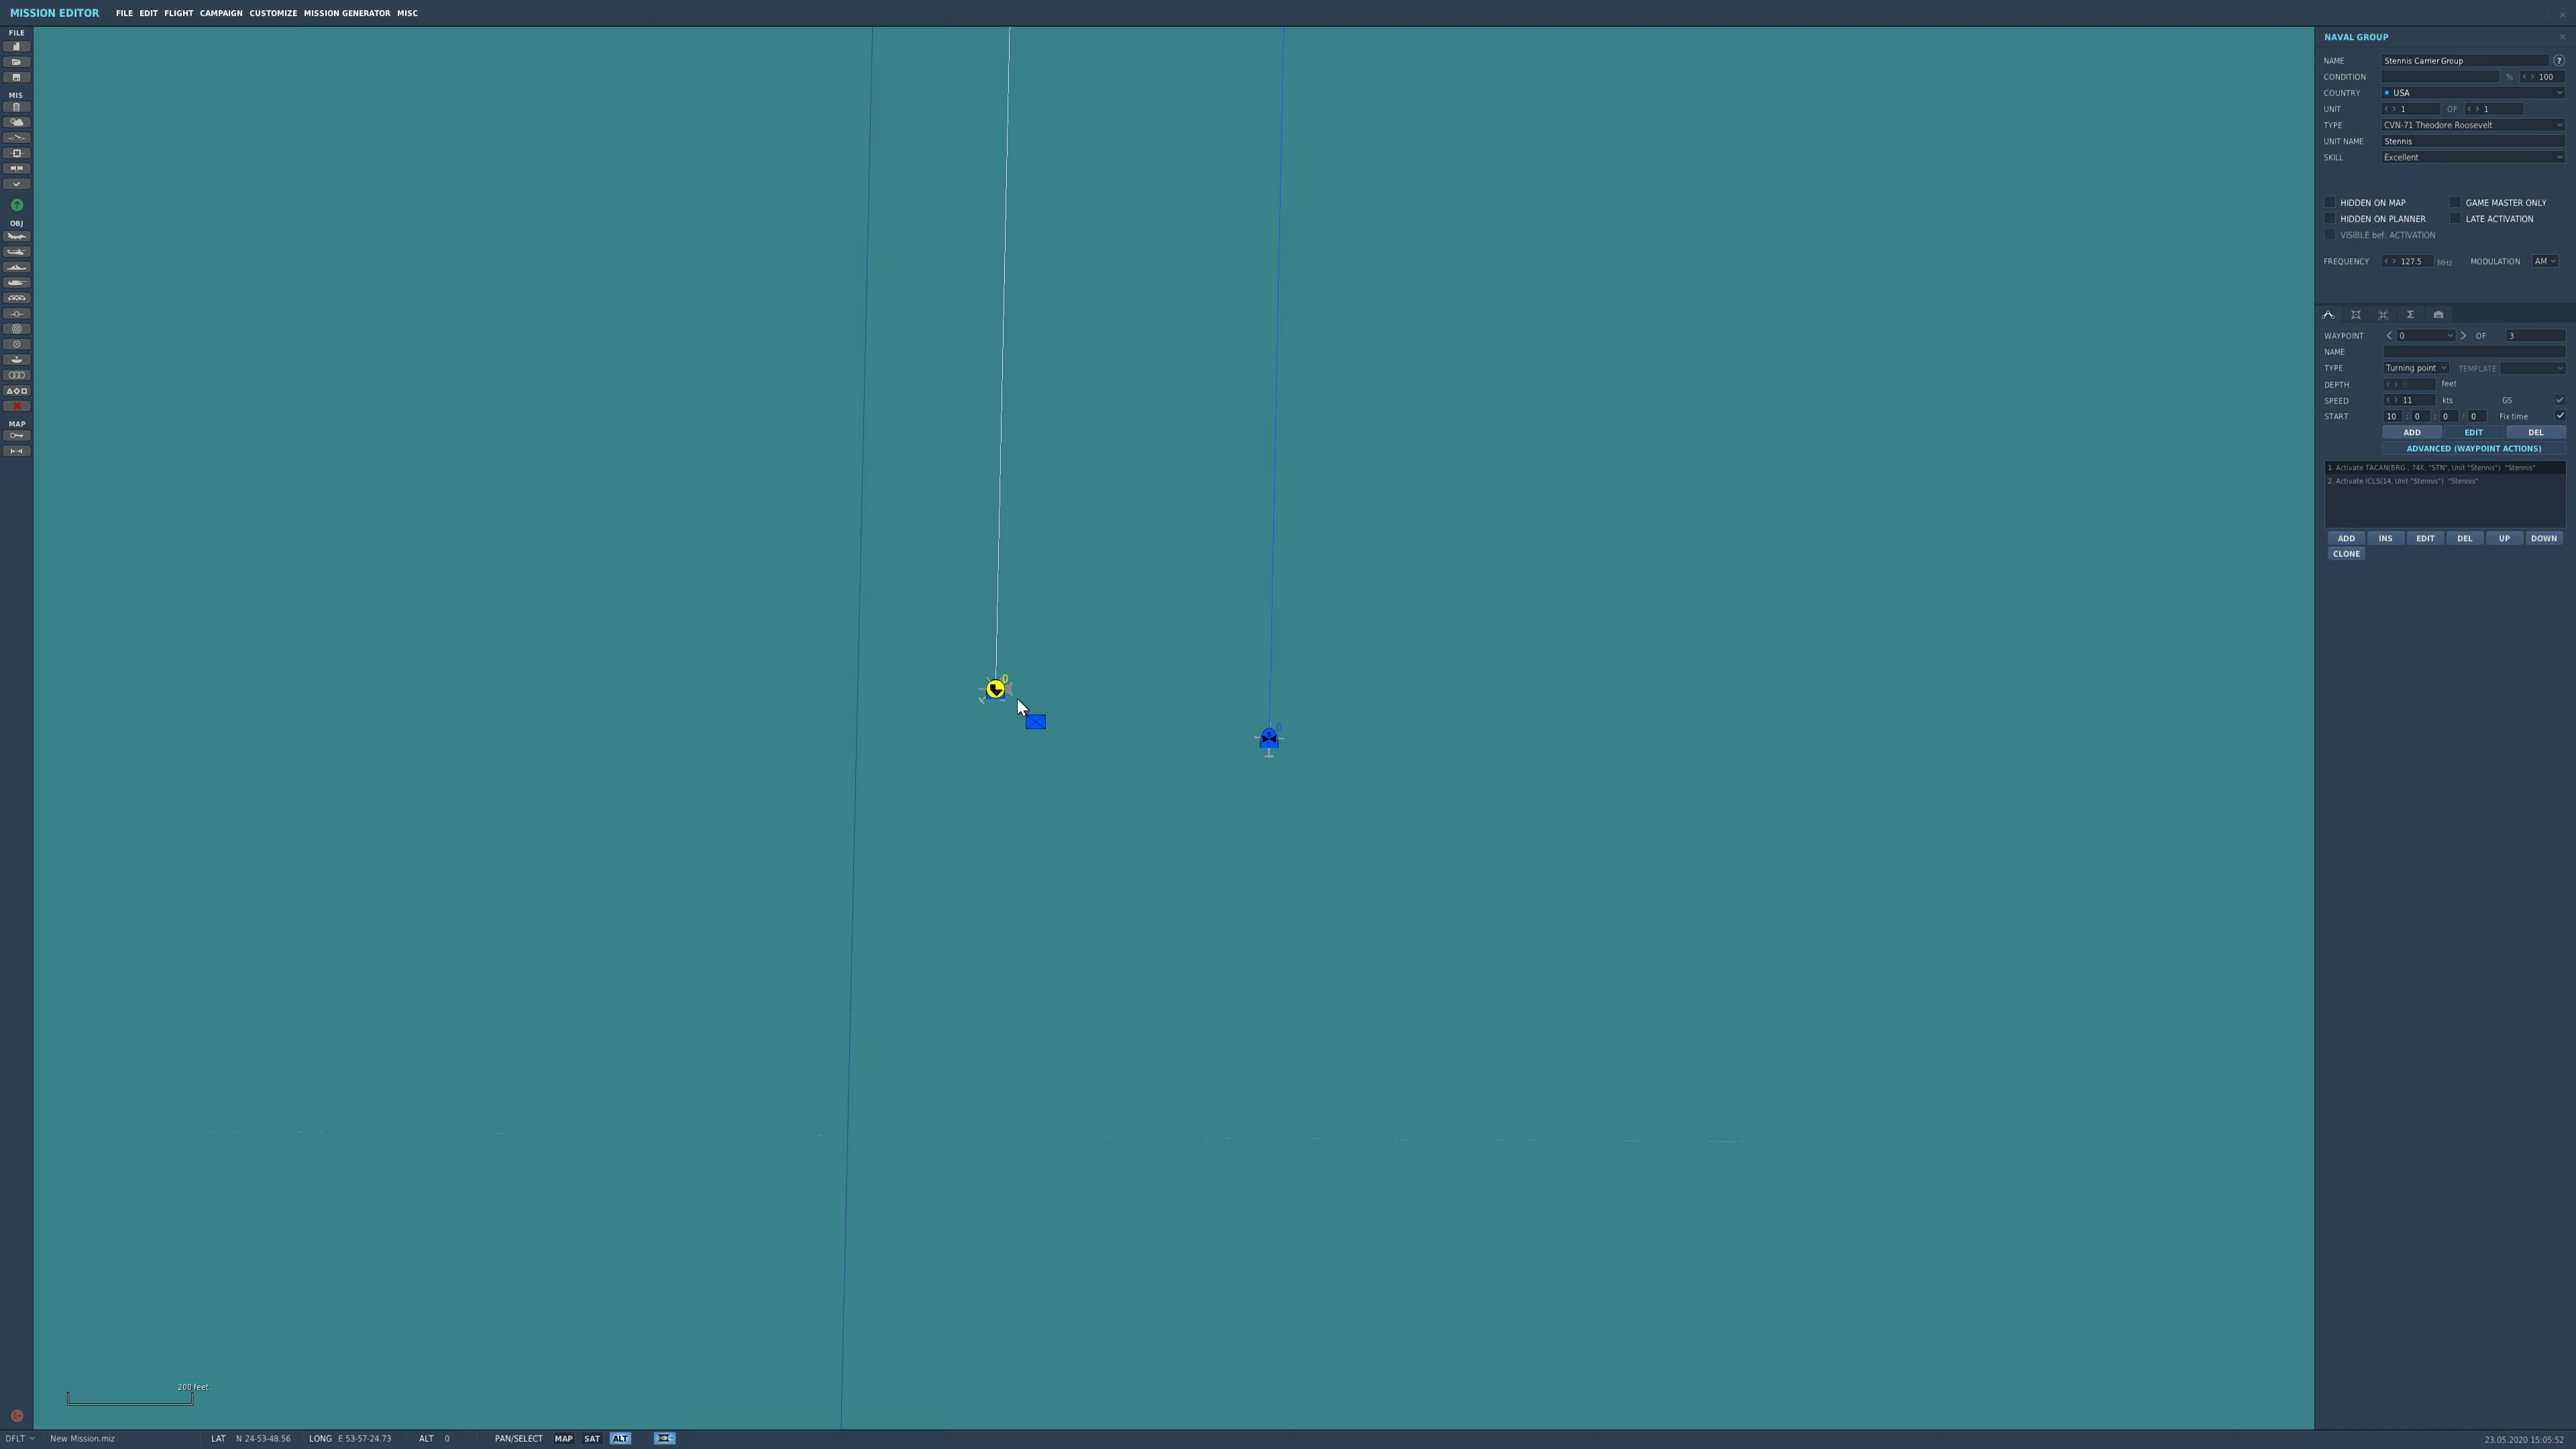 MISSION EDITOR FILE EDIT FLIGHT CAMPAIGN CUSTOMIZE MISSION GENERATOR MISC
FILE
MIS
OBJ
MAP
0
0
200 feet
NAVAL GROUP
NAME Stennis Carrier Group ?
CONDITION % < > 100
COUNTRY USA
UNIT < > 1 OF < > 1
TYPE CVN-71 Theodore Roosevelt
UNIT NAME Stennis
SKILL Excellent
HIDDEN ON MAP GAME MASTER ONLY
HIDDEN ON PLANNER LATE ACTIVATION
VISIBLE bef. ACTIVATION
FREQUENCY < > 127.5 MHz MODULATION AM
WAYPOINT < 0 > OF 3
NAME
TYPE Turning point TEMPLATE
DEPTH < > 0 feet
SPEED < > 11 kts GS
START 10 : 0 : 0 / 0 Fix time
ADD EDIT DEL
ADVANCED (WAYPOINT ACTIONS)
1. Activate TACAN(BRG , 74X, "STN", Unit "Stennis") "Stennis"
2. Activate ICLS(14, Unit "Stennis") "Stennis"
ADD INS EDIT DEL UP DOWN
CLONE
DFLT New Mission.miz LAT N 24-53-48.56 LONG E 53-57-24.73 ALT 0 PAN/SELECT MAP SAT ALT 23.05.2020 15:05:52